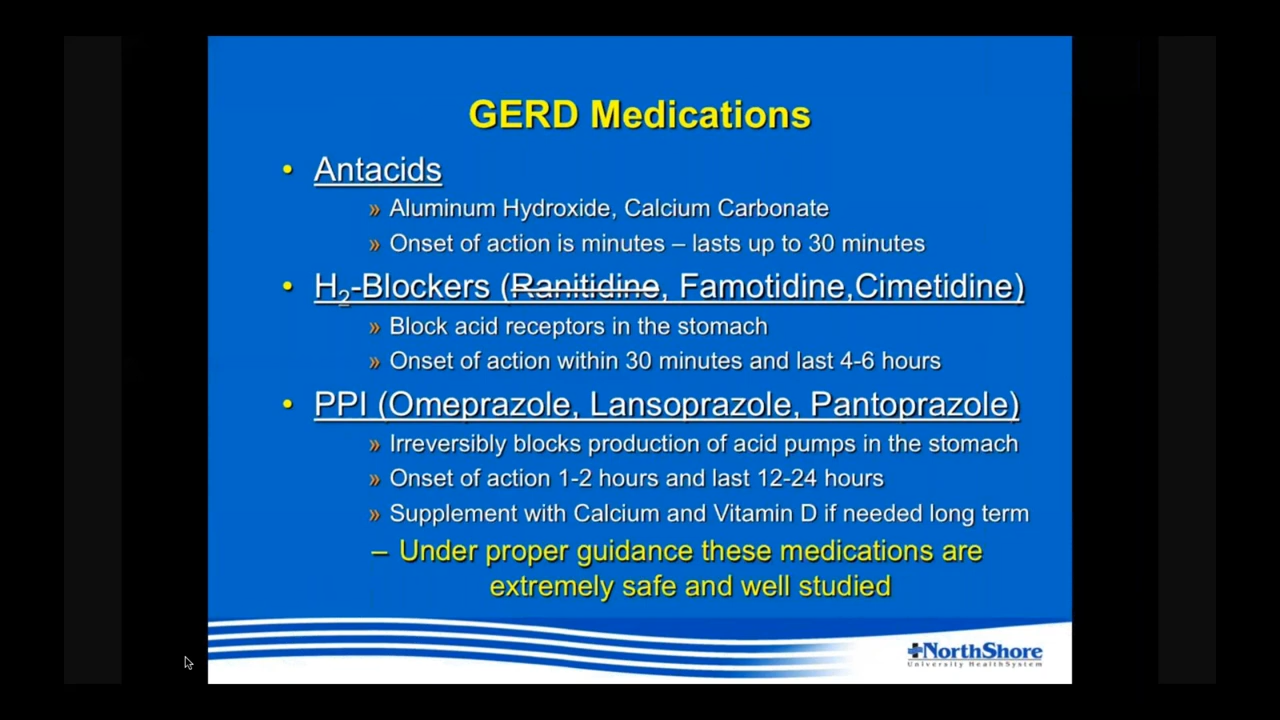 GERD Medications
• Antacids
» Aluminum Hydroxide, Calcium Carbonate
» Onset of action is minutes – lasts up to 30 minutes
• H₂-Blockers (Ranitidine, Famotidine,Cimetidine)
» Block acid receptors in the stomach
» Onset of action within 30 minutes and last 4-6 hours
• PPI (Omeprazole, Lansoprazole, Pantoprazole)
» Irreversibly blocks production of acid pumps in the stomach
» Onset of action 1-2 hours and last 12-24 hours
» Supplement with Calcium and Vitamin D if needed long term
– Under proper guidance these medications are
extremely safe and well studied
NorthShore
University HealthSystem